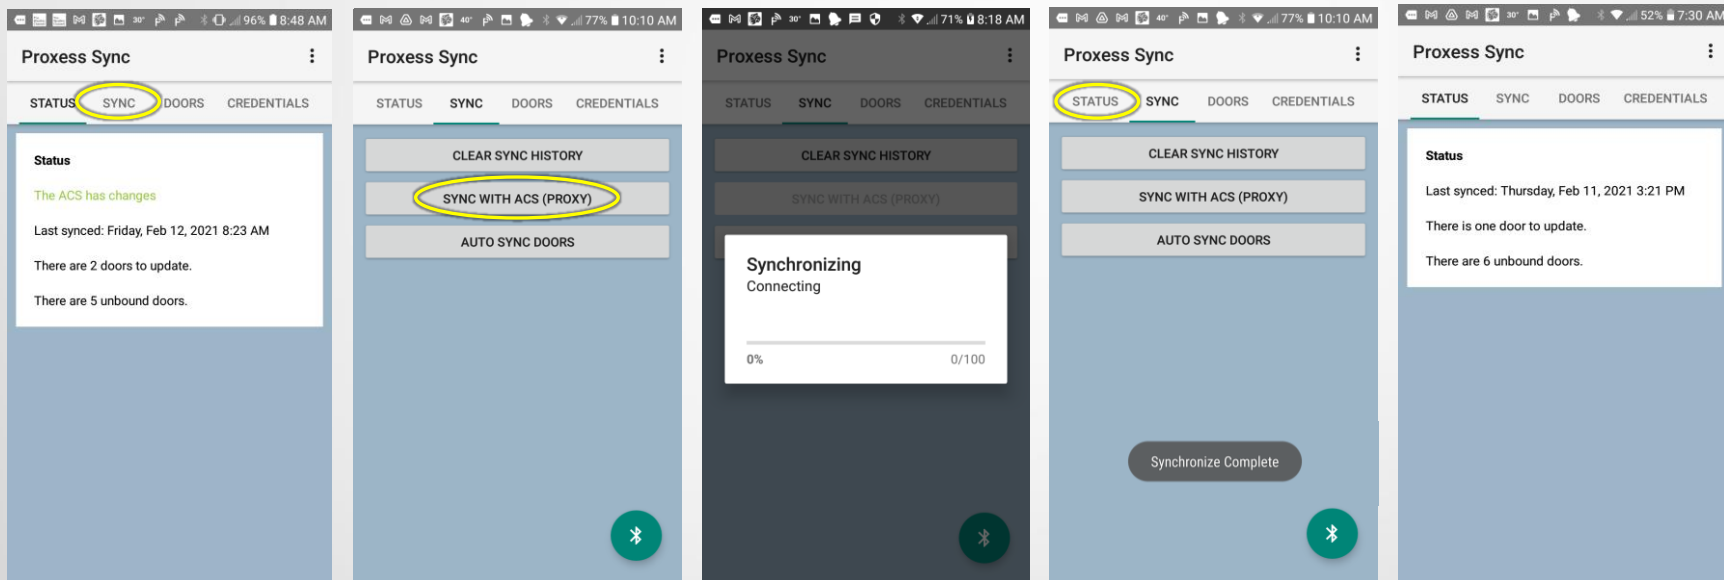 30° 96% 8:48 AM
Proxess Sync
STATUS SYNC DOORS CREDENTIALS
Status
The ACS has changes
Last synced: Friday, Feb 12, 2021 8:23 AM
There are 2 doors to update.
There are 5 unbound doors.
40° 77% 10:10 AM
Proxess Sync
STATUS SYNC DOORS CREDENTIALS
CLEAR SYNC HISTORY
SYNC WITH ACS (PROXY)
AUTO SYNC DOORS
30° 71% 8:18 AM
Proxess Sync
STATUS SYNC DOORS CREDENTIALS
CLEAR SYNC HISTORY
SYNC WITH ACS (PROXY)
Synchronizing
Connecting
0% 0/100
40° 77% 10:10 AM
Proxess Sync
STATUS SYNC DOORS CREDENTIALS
CLEAR SYNC HISTORY
SYNC WITH ACS (PROXY)
AUTO SYNC DOORS
Synchronize Complete
30° 52% 7:30 AM
Proxess Sync
STATUS SYNC DOORS CREDENTIALS
Status
Last synced: Thursday, Feb 11, 2021 3:21 PM
There is one door to update.
There are 6 unbound doors.